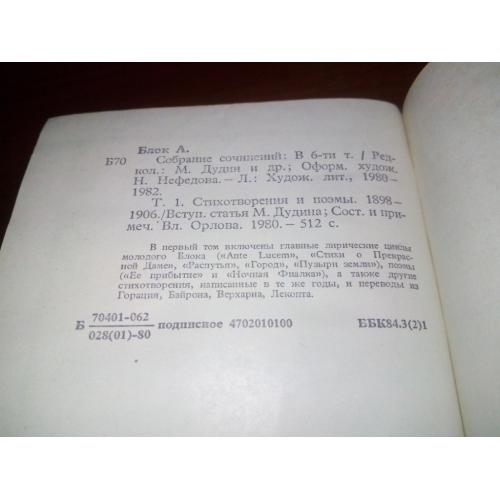 Блок А.
Б70 Собрание сочинений: В 6-ти т. / Ред-
кол.: М. Дудин и др.; Оформ. худож.
Н. Нефедова. — Л.: Худож. лит., 1980—
1982.
Т. 1. Стихотворения и поэмы. 1898—
1906./Вступ. статья М. Дудина; Сост. и при-
меч. Вл. Орлова. 1980. — 512 с.
В первый том включены главные лирические циклы
молодого Блока («Ante Lucem», «Стихи о Прекрас-
ной Даме», «Распутья», «Город», «Пузыри земли»), поэмы
(«Ее прибытие» и «Ночная Фиалка»), а также другие
стихотворения, написанные в те же годы, и переводы из
Горация, Байрона, Верхарна, Леконта.
Б 70401-062 подписное 4702010100 ББК84.3(2)1
028(01)-80